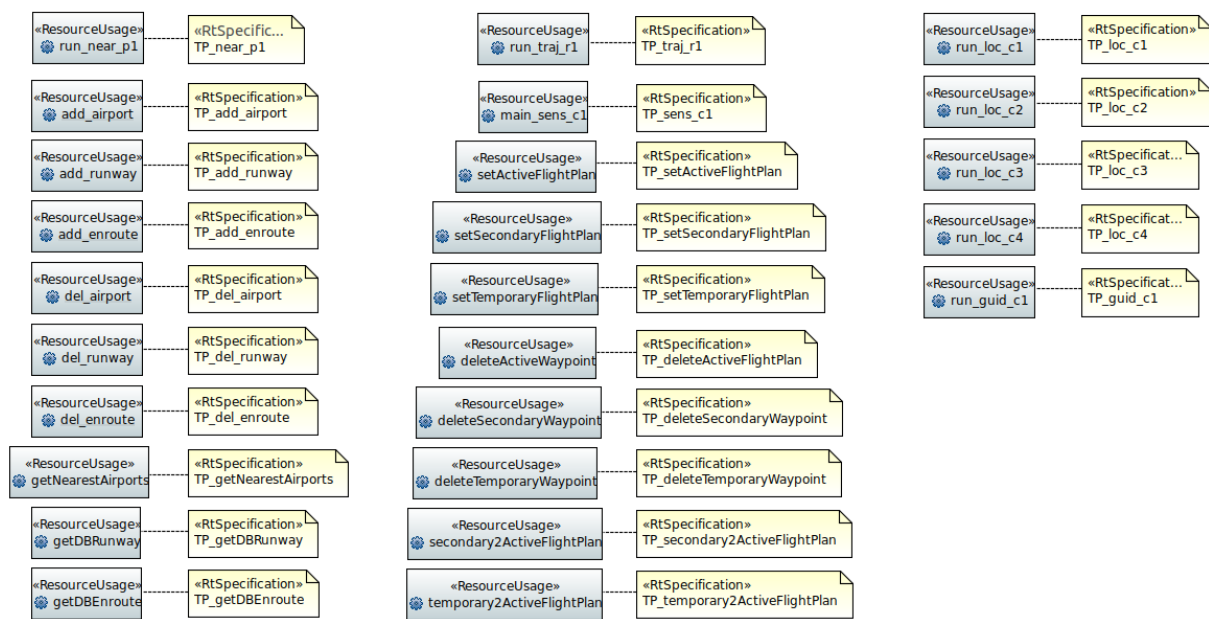 «ResourceUsage»
run_near_p1
«RtSpecific...
TP_near_p1
«ResourceUsage»
add_airport
«RtSpecification»
TP_add_airport
«ResourceUsage»
add_runway
«RtSpecification»
TP_add_runway
«ResourceUsage»
add_enroute
«RtSpecification»
TP_add_enroute
«ResourceUsage»
del_airport
«RtSpecification»
TP_del_airport
«ResourceUsage»
del_runway
«RtSpecification»
TP_del_runway
«ResourceUsage»
del_enroute
«RtSpecification»
TP_del_enroute
«ResourceUsage»
getNearestAirports
«RtSpecification»
TP_getNearestAirports
«ResourceUsage»
getDBRunway
«RtSpecification»
TP_getDBRunway
«ResourceUsage»
getDBEnroute
«RtSpecification»
TP_getDBEnroute
«ResourceUsage»
run_traj_r1
«RtSpecification»
TP_traj_r1
«ResourceUsage»
main_sens_c1
«RtSpecification»
TP_sens_c1
«ResourceUsage»
setActiveFlightPlan
«RtSpecification»
TP_setActiveFlightPlan
«ResourceUsage»
setSecondaryFlightPlan
«RtSpecification»
TP_setSecondaryFlightPlan
«ResourceUsage»
setTemporaryFlightPlan
«RtSpecification»
TP_setTemporaryFlightPlan
«ResourceUsage»
deleteActiveWaypoint
«RtSpecification»
TP_deleteActiveFlightPlan
«ResourceUsage»
deleteSecondaryWaypoint
«RtSpecification»
TP_deleteSecondaryWaypoint
«ResourceUsage»
deleteTemporaryWaypoint
«RtSpecification»
TP_deleteTemporaryWaypoint
«ResourceUsage»
secondary2ActiveFlightPlan
«RtSpecification»
TP_secondary2ActiveFlightPlan
«ResourceUsage»
temporary2ActiveFlightPlan
«RtSpecification»
TP_temporary2ActiveFlightPlan
«ResourceUsage»
run_loc_c1
«RtSpecification»
TP_loc_c1
«ResourceUsage»
run_loc_c2
«RtSpecification»
TP_loc_c2
«ResourceUsage»
run_loc_c3
«RtSpecificat...
TP_loc_c3
«ResourceUsage»
run_loc_c4
«RtSpecificat...
TP_loc_c4
«ResourceUsage»
run_guid_c1
«RtSpecificat...
TP_guid_c1